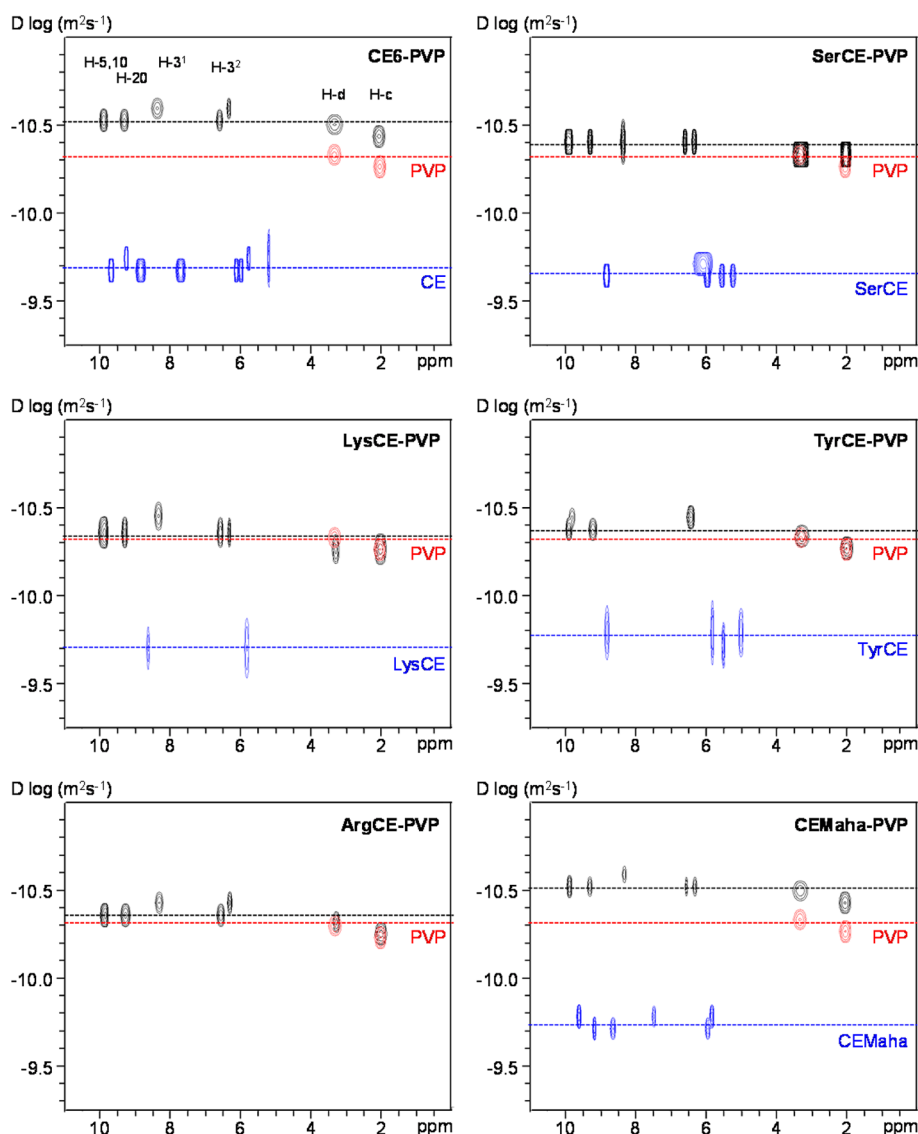 D log (m²s⁻¹)
CE6-PVP
H-5,10
H-20
H-3¹
H-3²
H-d
H-c
-10.5
PVP
-10.0
CE
-9.5
10 8 6 4 2 ppm
D log (m²s⁻¹)
SerCE-PVP
-10.5
PVP
-10.0
SerCE
-9.5
10 8 6 4 2 ppm
D log (m²s⁻¹)
LysCE-PVP
-10.5
PVP
-10.0
LysCE
-9.5
10 8 6 4 2 ppm
D log (m²s⁻¹)
TyrCE-PVP
-10.5
PVP
-10.0
TyrCE
-9.5
10 8 6 4 2 ppm
D log (m²s⁻¹)
ArgCE-PVP
-10.5
PVP
-10.0
-9.5
10 8 6 4 2 ppm
D log (m²s⁻¹)
CEMaha-PVP
-10.5
PVP
-10.0
CEMaha
-9.5
10 8 6 4 2 ppm